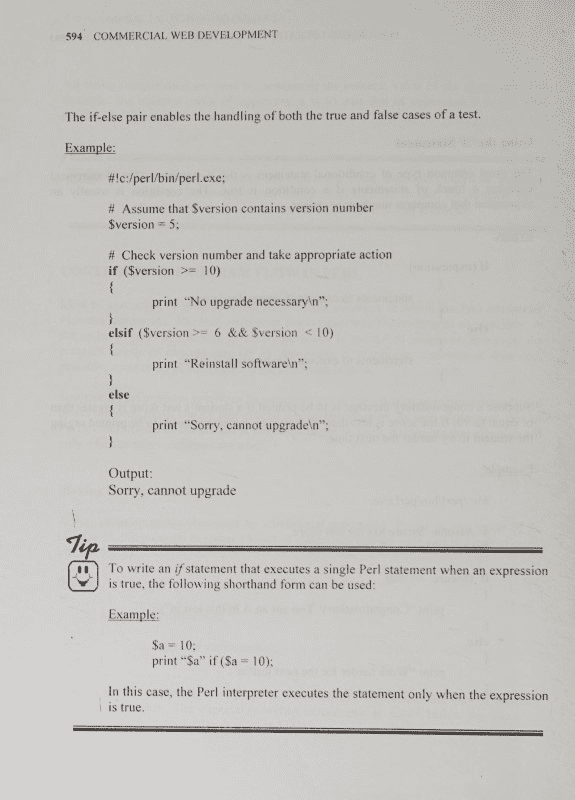 594 COMMERCIAL WEB DEVELOPMENT
The if-else pair enables the handling of both the true and false cases of a test.
Example:
#!c:/perl/bin/perl.exe;
# Assume that $version contains version number
$version = 5;
# Check version number and take appropriate action
if ($version >= 10)
{
print “No upgrade necessary\n”;
}
elsif ($version >= 6 && $version < 10)
{
print “Reinstall software\n”;
}
else
{
print “Sorry, cannot upgrade\n”;
}
Output:
Sorry, cannot upgrade
Tip
To write an if statement that executes a single Perl statement when an expression
is true, the following shorthand form can be used:
Example:
$a = 10;
print “$a” if ($a = 10);
In this case, the Perl interpreter executes the statement only when the expression
is true.